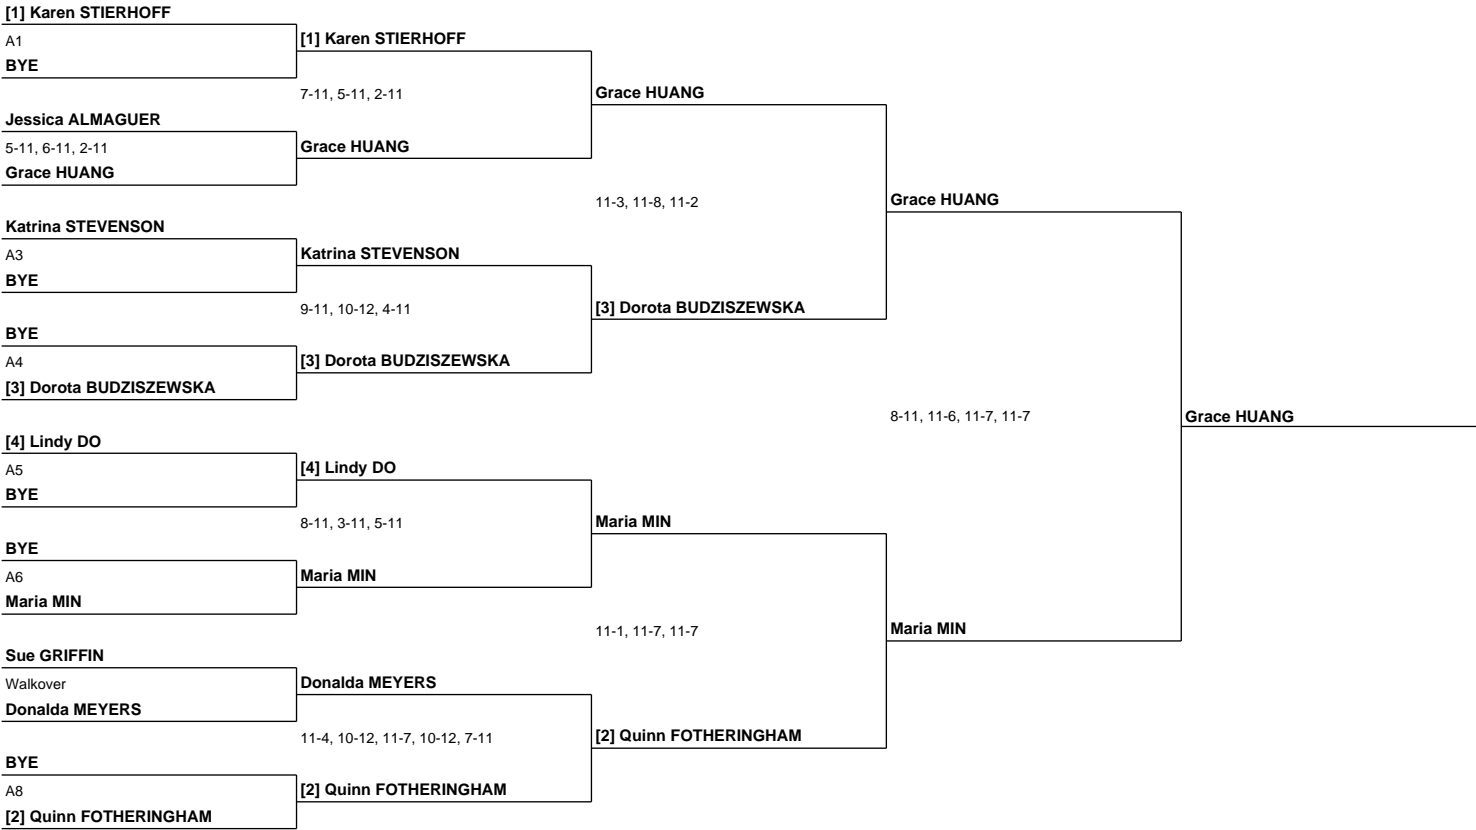 [1] Karen STIERHOFF
A1
BYE
[1] Karen STIERHOFF
7-11, 5-11, 2-11
Jessica ALMAGUER
5-11, 6-11, 2-11
Grace HUANG
Grace HUANG
Grace HUANG
11-3, 11-8, 11-2
Katrina STEVENSON
A3
BYE
Katrina STEVENSON
9-11, 10-12, 4-11
BYE
A4
[3] Dorota BUDZISZEWSKA
[3] Dorota BUDZISZEWSKA
[3] Dorota BUDZISZEWSKA
Grace HUANG
8-11, 11-6, 11-7, 11-7
Grace HUANG
[4] Lindy DO
A5
BYE
[4] Lindy DO
8-11, 3-11, 5-11
BYE
A6
Maria MIN
Maria MIN
Maria MIN
11-1, 11-7, 11-7
Sue GRIFFIN
Walkover
Donalda MEYERS
Donalda MEYERS
11-4, 10-12, 11-7, 10-12, 7-11
BYE
A8
[2] Quinn FOTHERINGHAM
[2] Quinn FOTHERINGHAM
[2] Quinn FOTHERINGHAM
Maria MIN